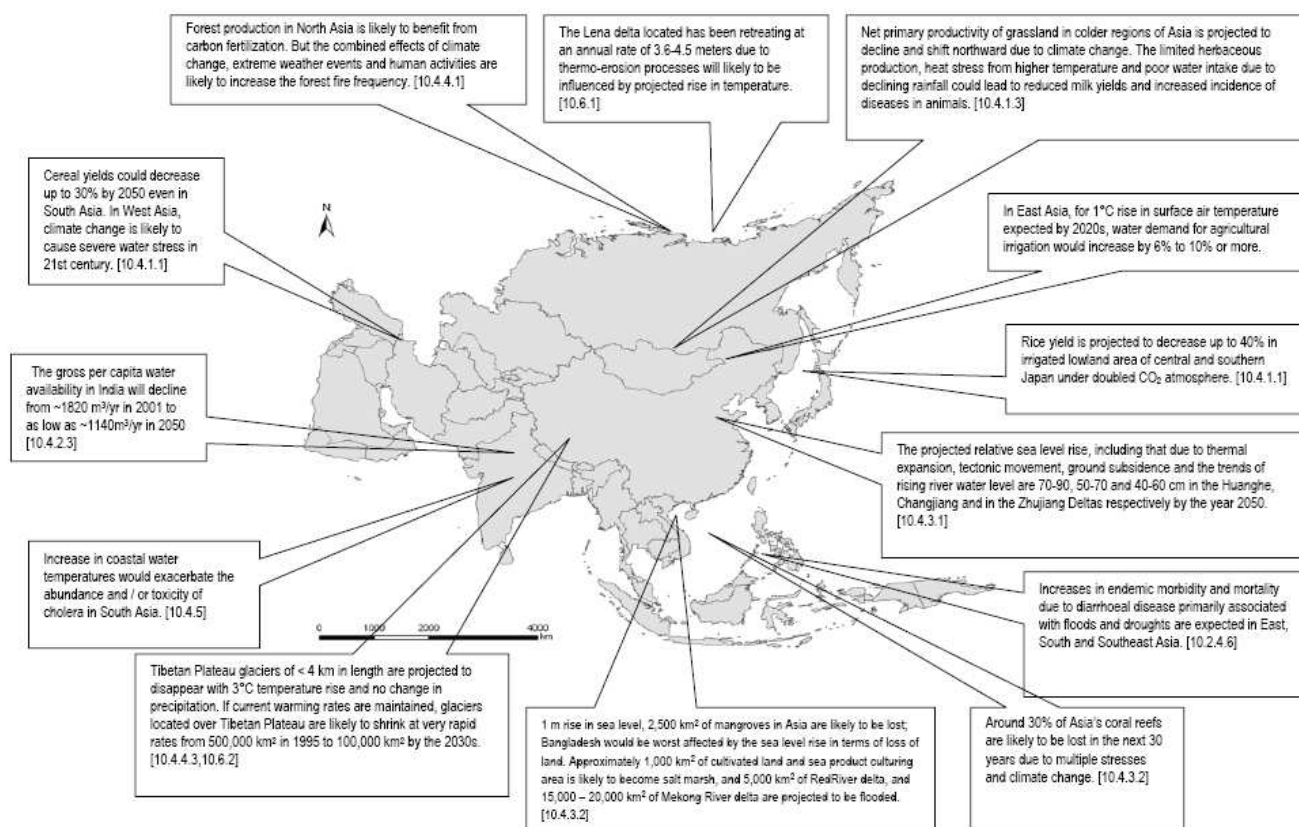 Forest production in North Asia is likely to benefit from
carbon fertilization. But the combined effects of climate
change, extreme weather events and human activities are
likely to increase the forest fire frequency. [10.4.4.1]
The Lena delta located has been retreating at
an annual rate of 3.6-4.5 meters due to
thermo-erosion processes will likely to be
influenced by projected rise in temperature.
[10.6.1]
Net primary productivity of grassland in colder regions of Asia is projected to
decline and shift northward due to climate change. The limited herbaceous
production, heat stress from higher temperature and poor water intake due to
declining rainfall could lead to reduced milk yields and increased incidence of
diseases in animals. [10.4.1.3]
Cereal yields could decrease
up to 30% by 2050 even in
South Asia. In West Asia,
climate change is likely to
cause severe water stress in
21st century. [10.4.1.1]
N
In East Asia, for 1°C rise in surface air temperature
expected by 2020s, water demand for agricultural
irrigation would increase by 6% to 10% or more.
Rice yield is projected to decrease up to 40% in
irrigated lowland area of central and southern
Japan under doubled CO₂ atmosphere. [10.4.1.1]
The gross per capita water
availability in India will decline
from ~1820 m³/yr in 2001 to
as low as ~1140m³/yr in 2050
[10.4.2.3]
The projected relative sea level rise, including that due to thermal
expansion, tectonic movement, ground subsidence and the trends of
rising river water level are 70-90, 50-70 and 40-60 cm in the Huanghe,
Changjiang and in the Zhujiang Deltas respectively by the year 2050.
[10.4.3.1]
Increase in coastal water
temperatures would exacerbate the
abundance and / or toxicity of
cholera in South Asia. [10.4.5]
Increases in endemic morbidity and mortality
due to diarrhoeal disease primarily associated
with floods and droughts are expected in East,
South and Southeast Asia. [10.2.4.6]
0 1000 2000 4000
km
Tibetan Plateau glaciers of < 4 km in length are projected to
disappear with 3°C temperature rise and no change in
precipitation. If current warming rates are maintained, glaciers
located over Tibetan Plateau are likely to shrink at very rapid
rates from 500,000 km² in 1995 to 100,000 km² by the 2030s.
[10.4.4.3,10.6.2]
1 m rise in sea level, 2,500 km² of mangroves in Asia are likely to be lost;
Bangladesh would be worst affected by the sea level rise in terms of loss of
land. Approximately 1,000 km² of cultivated land and sea product culturing
area is likely to become salt marsh, and 5,000 km² of RedRiver delta, and
15,000 – 20,000 km² of Mekong River delta are projected to be flooded.
[10.4.3.2]
Around 30% of Asia's coral reefs
are likely to be lost in the next 30
years due to multiple stresses
and climate change. [10.4.3.2]